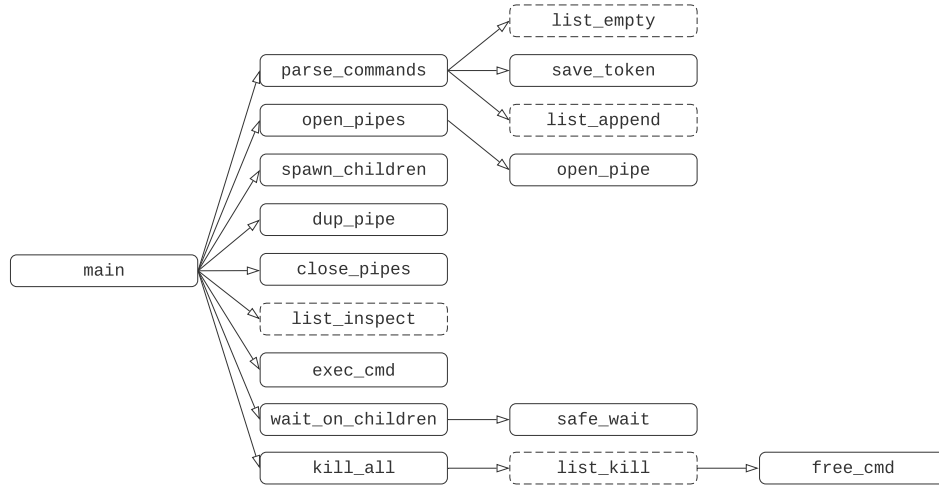 list_empty
parse_commands
save_token
open_pipes
list_append
spawn_children
open_pipe
dup_pipe
main
close_pipes
list_inspect
exec_cmd
wait_on_children
safe_wait
kill_all
list_kill
free_cmd